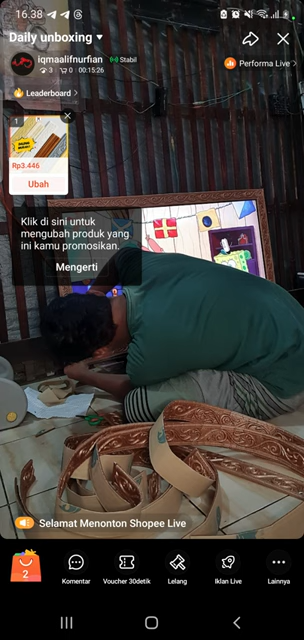 16.38
Daily unboxing
iqmaalifnurfian
Stabil
3 0 00:15:26
Performa Live
Leaderboard
1
Rp3.446
Ubah
Klik di sini untuk
mengubah produk yang
ini kamu promosikan.
Mengerti
Selamat Menonton Shopee Live
2
Komentar
Voucher 30detik
Lelang
Iklan Live
Lainnya